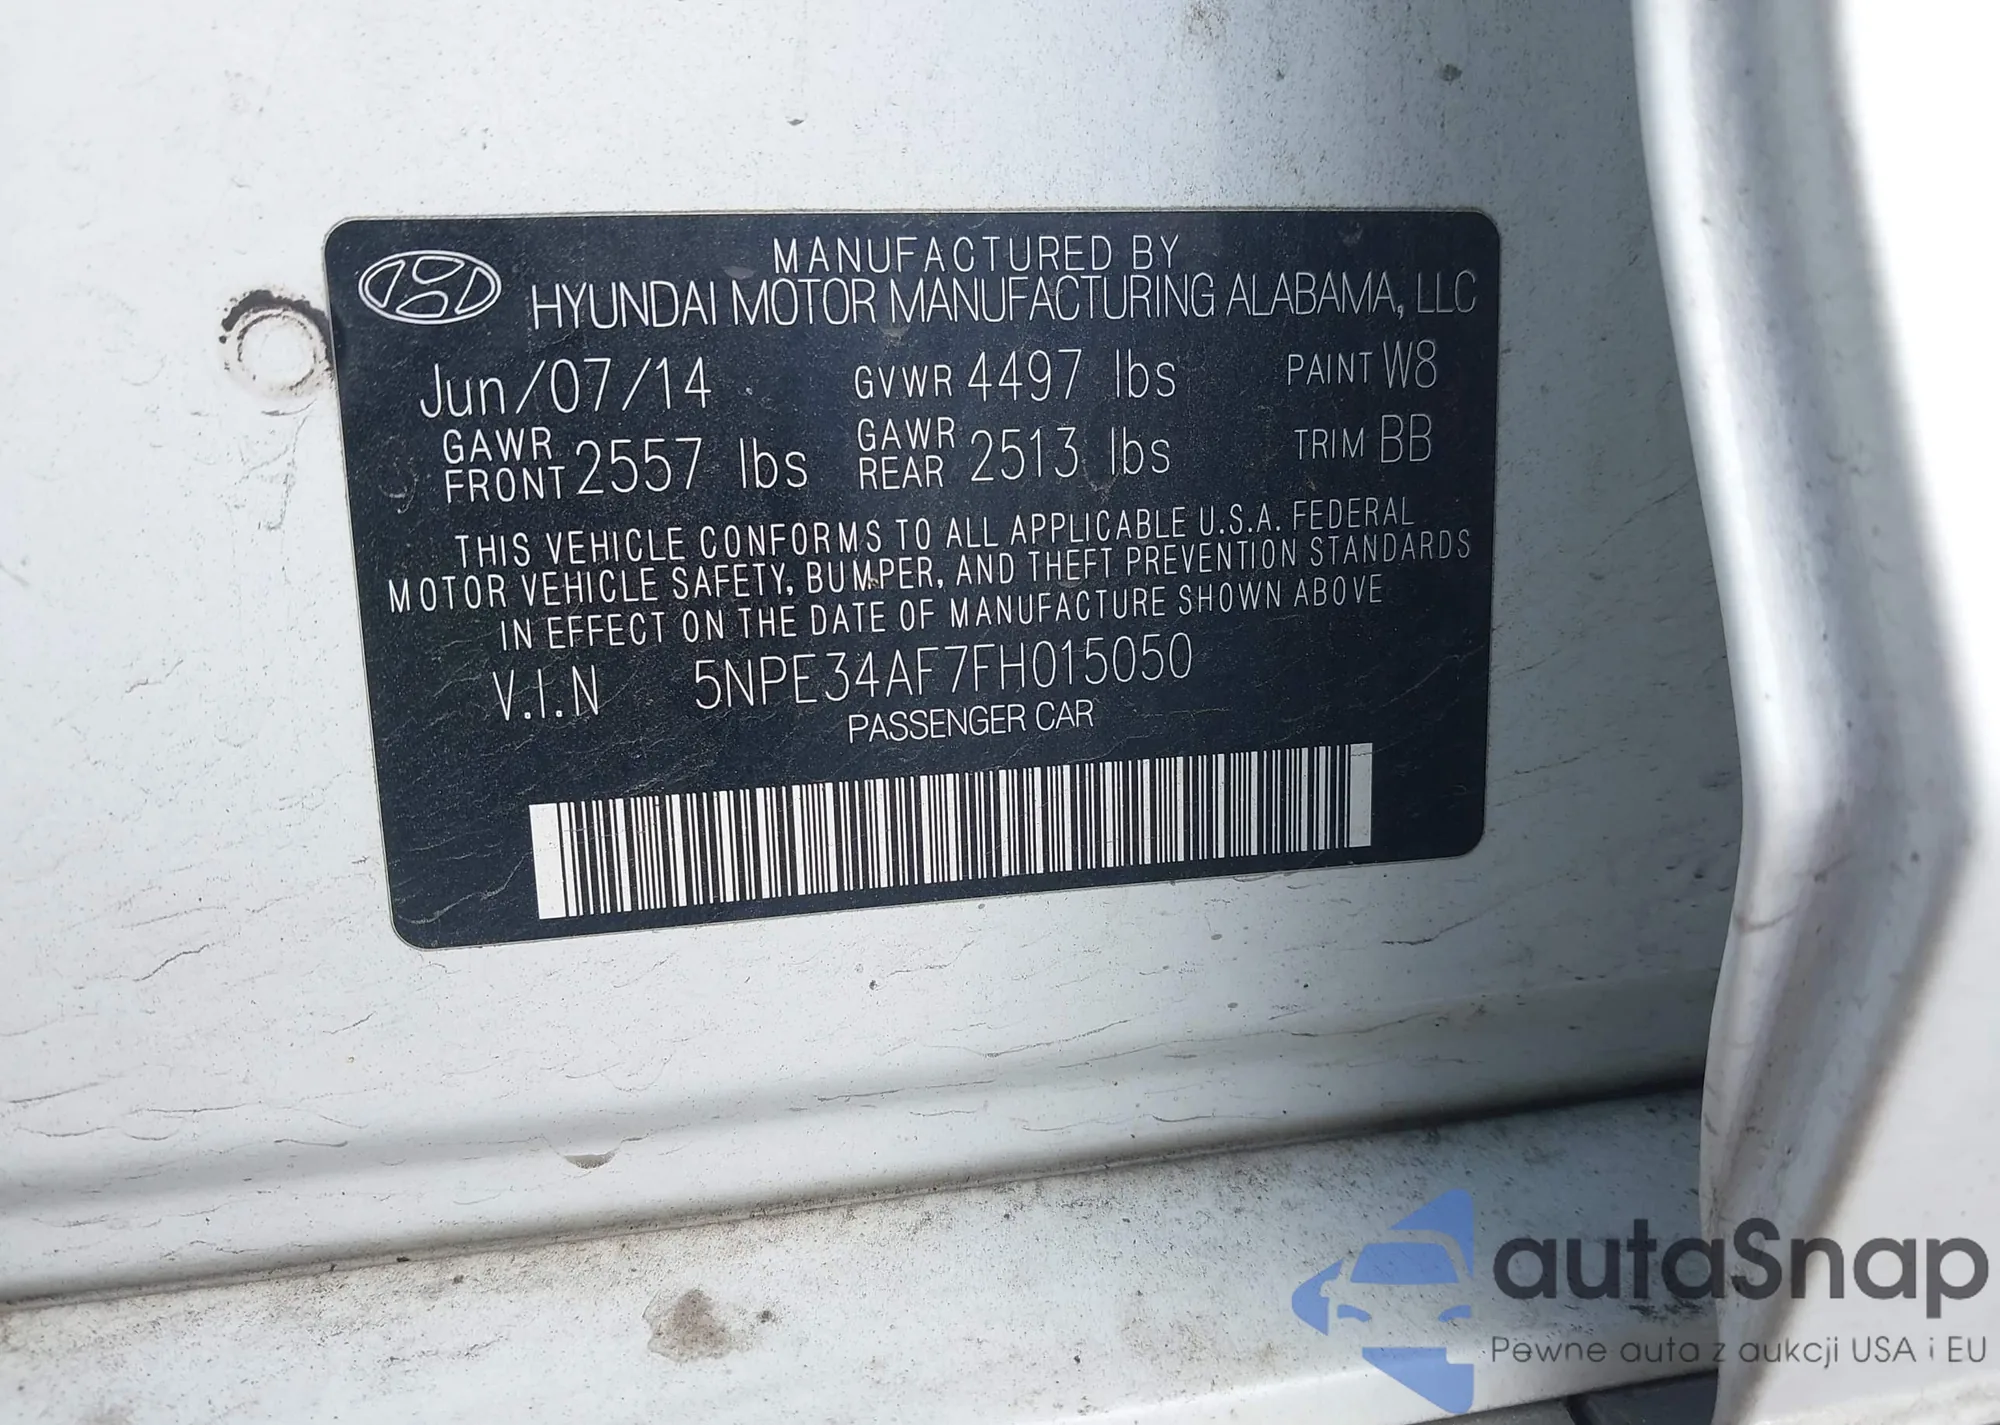 MANUFACTURED BY
HYUNDAI MOTOR MANUFACTURING ALABAMA, LLC
Jun/07/14 GVWR 4497 lbs PAINT W8
GAWR FRONT 2557 lbs GAWR REAR 2513 lbs TRIM BB
THIS VEHICLE CONFORMS TO ALL APPLICABLE U.S.A. FEDERAL
MOTOR VEHICLE SAFETY, BUMPER, AND THEFT PREVENTION STANDARDS
IN EFFECT ON THE DATE OF MANUFACTURE SHOWN ABOVE
V.I.N 5NPE34AF7FH015050
PASSENGER CAR
autaSnap
Pewne auta z aukcji USA i EU